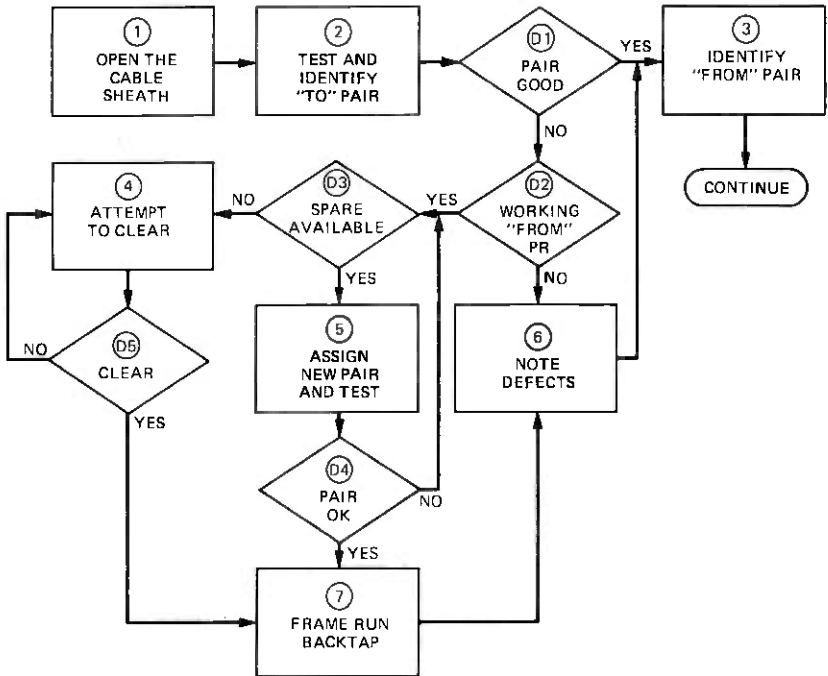 1
OPEN THE
CABLE
SHEATH
2
TEST AND
IDENTIFY
"TO" PAIR
D1
PAIR
GOOD
YES
NO
3
IDENTIFY
"FROM" PAIR
CONTINUE
4
ATTEMPT
TO CLEAR
NO
D3
SPARE
AVAILABLE
YES
YES
D2
WORKING
"FROM"
PR
NO
D5
CLEAR
NO
YES
5
ASSIGN
NEW PAIR
AND TEST
6
NOTE
DEFECTS
D4
PAIR
OK
NO
YES
7
FRAME RUN
BACKTAP